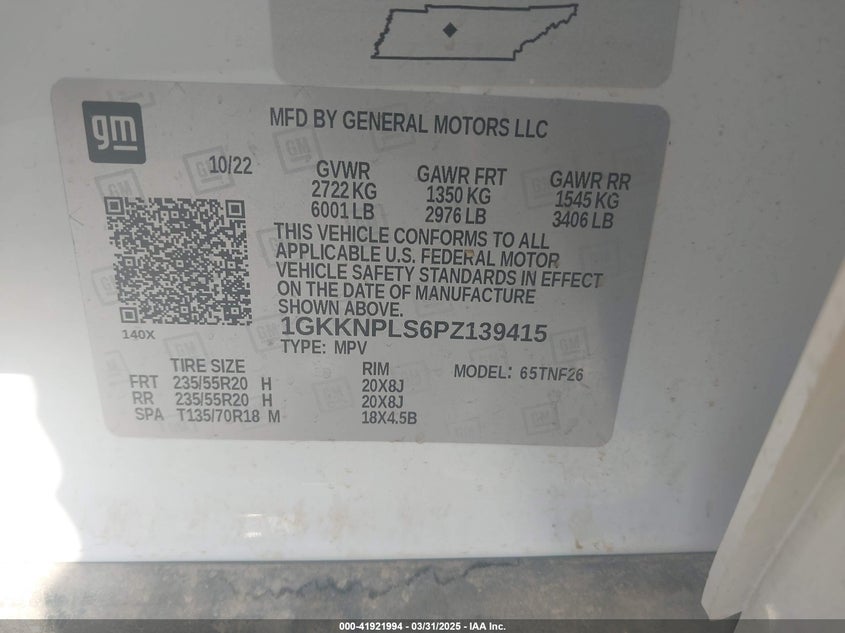 gm
MFD BY GENERAL MOTORS LLC
10/22
GVWR GAWR FRT GAWR RR
2722 KG 1350 KG 1545 KG
6001 LB 2976 LB 3406 LB
THIS VEHICLE CONFORMS TO ALL
APPLICABLE U.S. FEDERAL MOTOR
VEHICLE SAFETY STANDARDS IN EFFECT
ON THE DATE OF MANUFACTURE
SHOWN ABOVE.
1GKKNPLS6PZ139415
140X
TYPE: MPV
TIRE SIZE RIM MODEL: 65TNF26
FRT 235/55R20 H 20X8J
RR 235/55R20 H 20X8J
SPA T135/70R18 M 18X4.5B
000-41921994 - 03/31/2025 - IAA Inc.